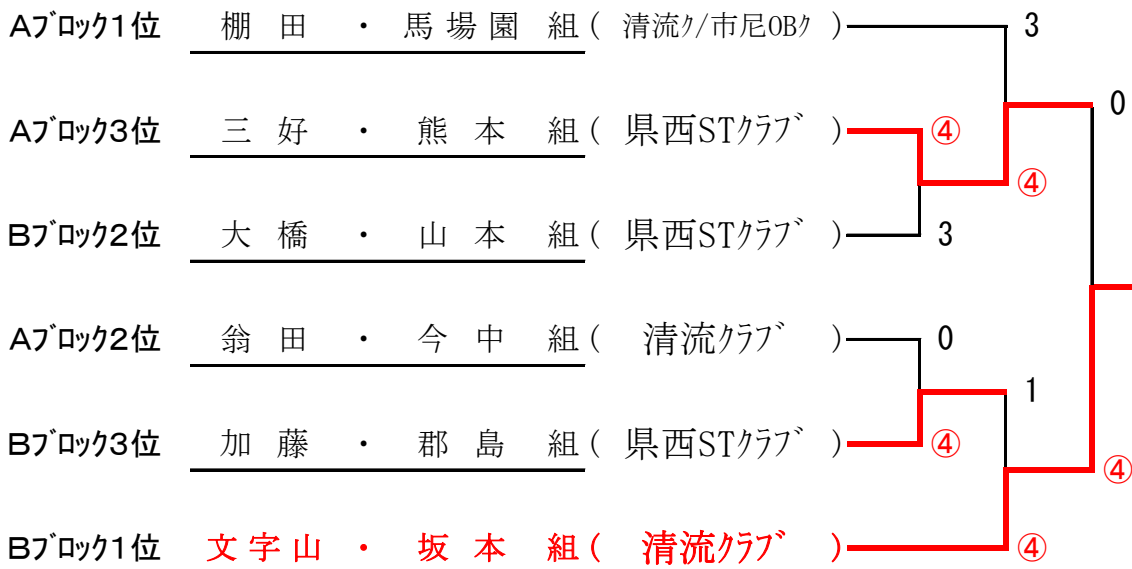 Aﾌﾞﾛｯｸ1位 棚田 ・ 馬場園 組 ( 清流ｸ/市尼OBｸ ) 3
0
Aﾌﾞﾛｯｸ3位 三好 ・ 熊本 組 ( 県西STｸﾗﾌﾞ ) ④
④
Bﾌﾞﾛｯｸ2位 大橋 ・ 山本 組 ( 県西STｸﾗﾌﾞ ) 3
Aﾌﾞﾛｯｸ2位 翁田 ・ 今中 組 ( 清流ｸﾗﾌﾞ ) 0
1
Bﾌﾞﾛｯｸ3位 加藤 ・ 郡島 組 ( 県西STｸﾗﾌﾞ ) ④
④
Bﾌﾞﾛｯｸ1位 文字山 ・ 坂本 組 ( 清流ｸﾗﾌﾞ ) ④